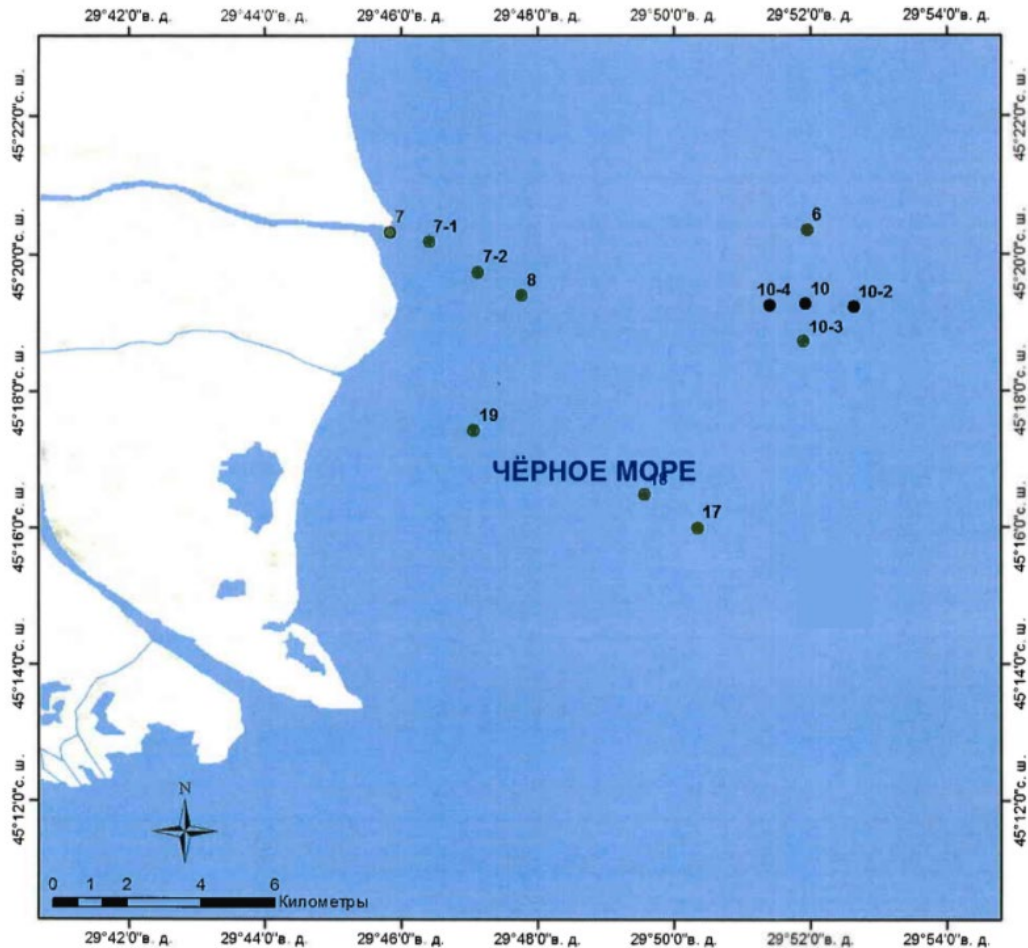 29°42'0"в. д. 29°44'0"в. д. 29°46'0"в. д. 29°48'0"в. д. 29°50'0"в. д. 29°52'0"в. д. 29°54'0"в. д.
45°22'0"с. ш. 45°22'0"с. ш.
7
7-1
6
45°20'0"с. ш. 45°20'0"с. ш.
7-2
8
10-4 10 10-2
10-3
45°18'0"с. ш. 45°18'0"с. ш.
19
ЧЁРНОЕ МОРЕ
18
17
45°16'0"с. ш. 45°16'0"с. ш.
45°14'0"с. ш. 45°14'0"с. ш.
45°12'0"с. ш. 45°12'0"с. ш.
N
0 1 2 4 6
Километры
29°42'0"в. д. 29°44'0"в. д. 29°46'0"в. д. 29°48'0"в. д. 29°50'0"в. д. 29°52'0"в. д. 29°54'0"в. д.